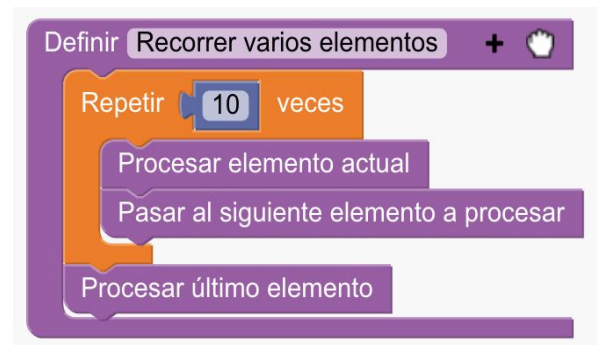 Definir Recorrer varios elementos +
Repetir 10 veces
Procesar elemento actual
Pasar al siguiente elemento a procesar
Procesar último elemento